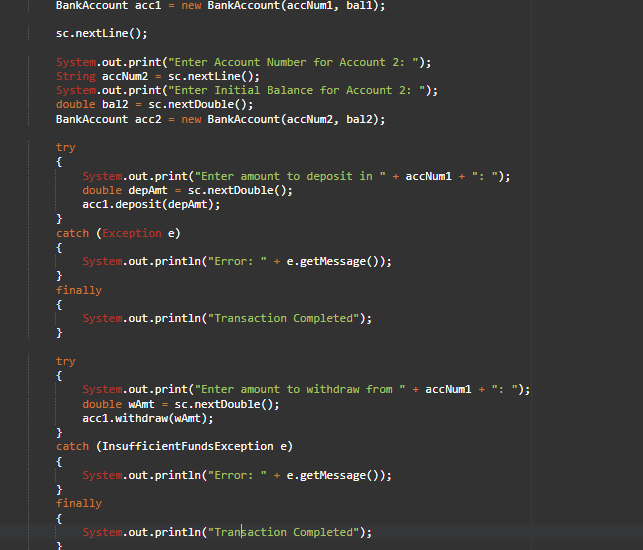 BankAccount acc1 = new BankAccount(accNum1, bal1);
sc.nextLine();
System.out.print("Enter Account Number for Account 2: ");
String accNum2 = sc.nextLine();
System.out.print("Enter Initial Balance for Account 2: ");
double bal2 = sc.nextDouble();
BankAccount acc2 = new BankAccount(accNum2, bal2);
try
{
System.out.print("Enter amount to deposit in " + accNum1 + ": ");
double depAmt = sc.nextDouble();
acc1.deposit(depAmt);
}
catch (Exception e)
{
System.out.println("Error: " + e.getMessage());
}
finally
{
System.out.println("Transaction Completed");
}
try
{
System.out.print("Enter amount to withdraw from " + accNum1 + ": ");
double wAmt = sc.nextDouble();
acc1.withdraw(wAmt);
}
catch (InsufficientFundsException e)
{
System.out.println("Error: " + e.getMessage());
}
finally
{
System.out.println("Transaction Completed");
}